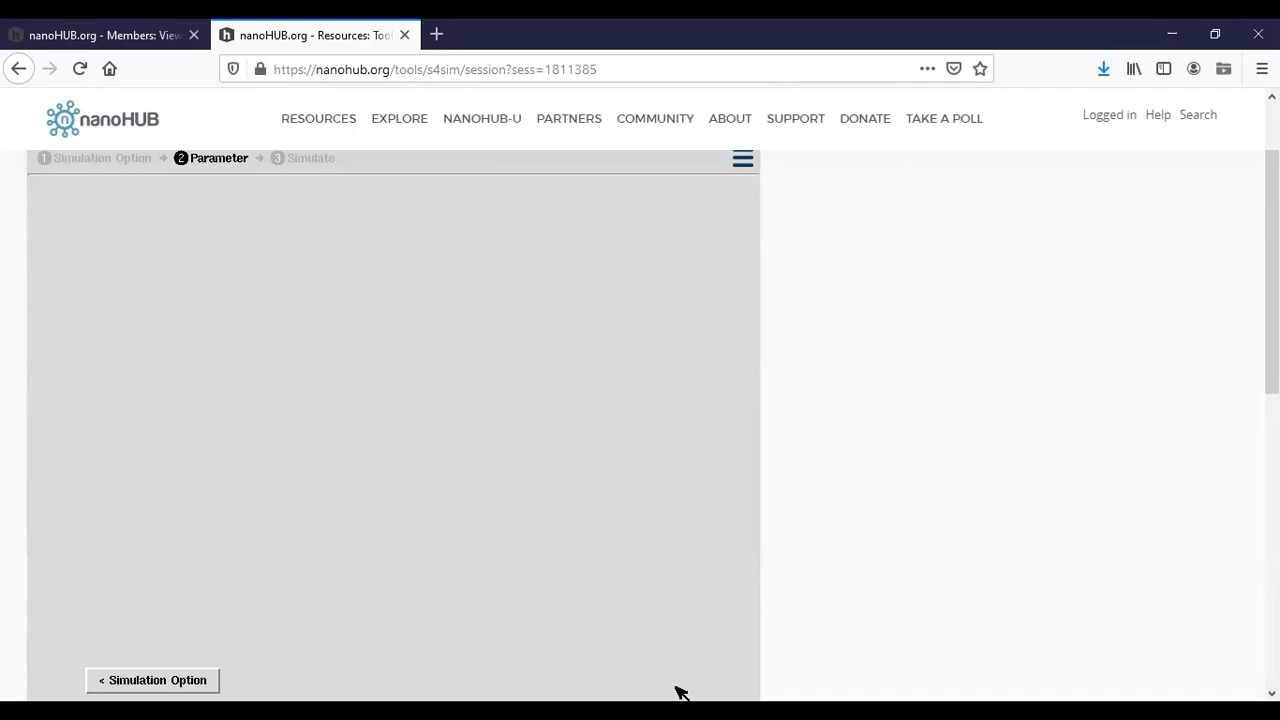 nanoHUB.org - Members: View
nanoHUB.org - Resources: Tool
https://nanohub.org/tools/s4sim/session?sess=1811385
nanoHUB
RESOURCES EXPLORE NANOHUB-U PARTNERS COMMUNITY ABOUT SUPPORT DONATE TAKE A POLL
Logged in Help Search
1 Simulation Option → 2 Parameter → 3 Simulate
< Simulation Option